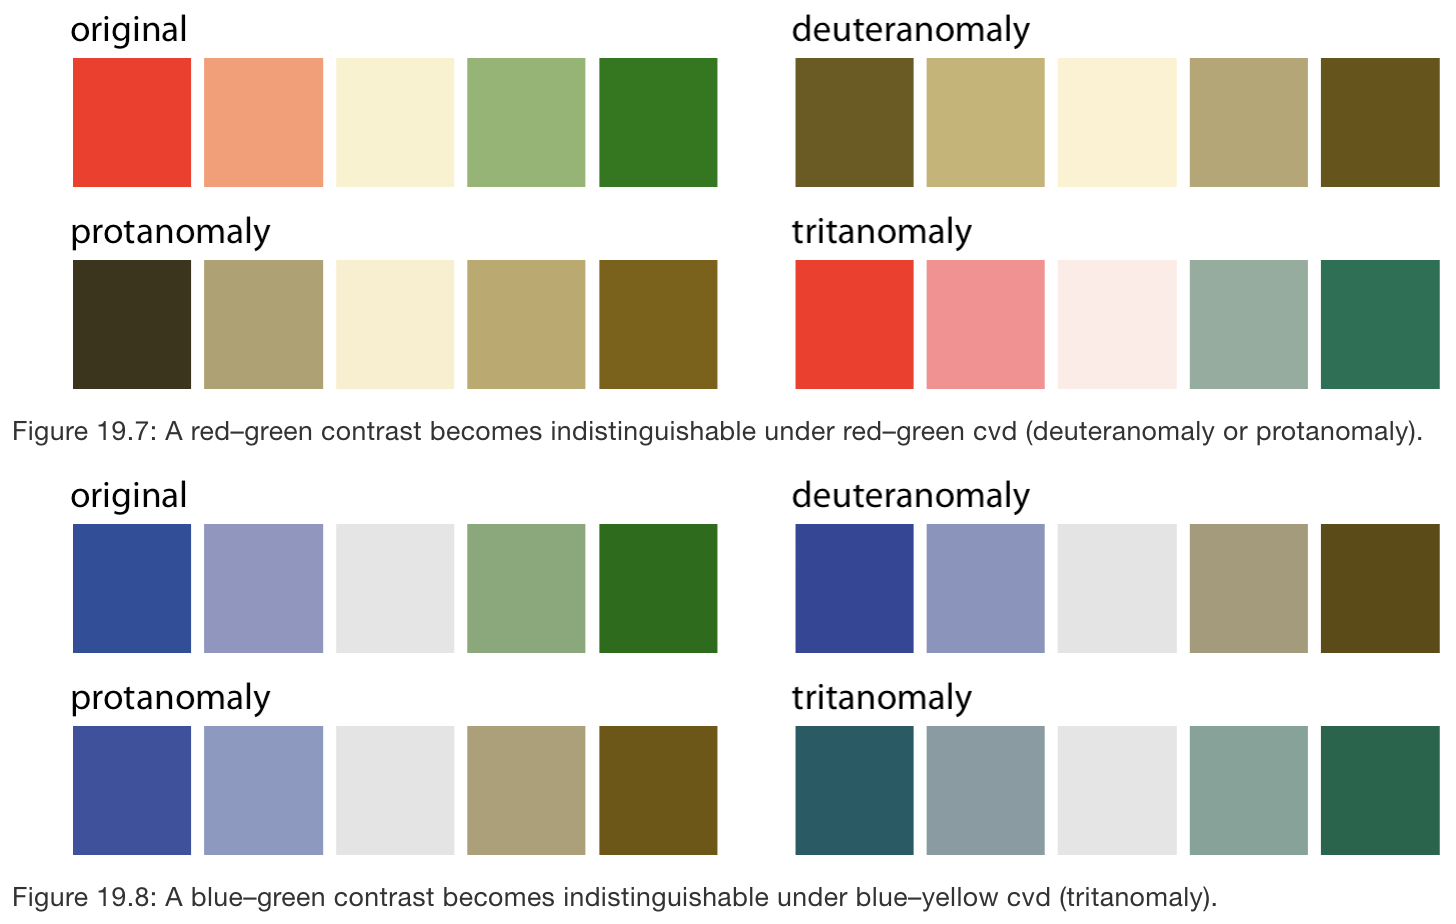 original
deuteranomaly
protanomaly
tritanomaly
Figure 19.7: A red–green contrast becomes indistinguishable under red–green cvd (deuteranomaly or protanomaly).
original
deuteranomaly
protanomaly
tritanomaly
Figure 19.8: A blue–green contrast becomes indistinguishable under blue–yellow cvd (tritanomaly).